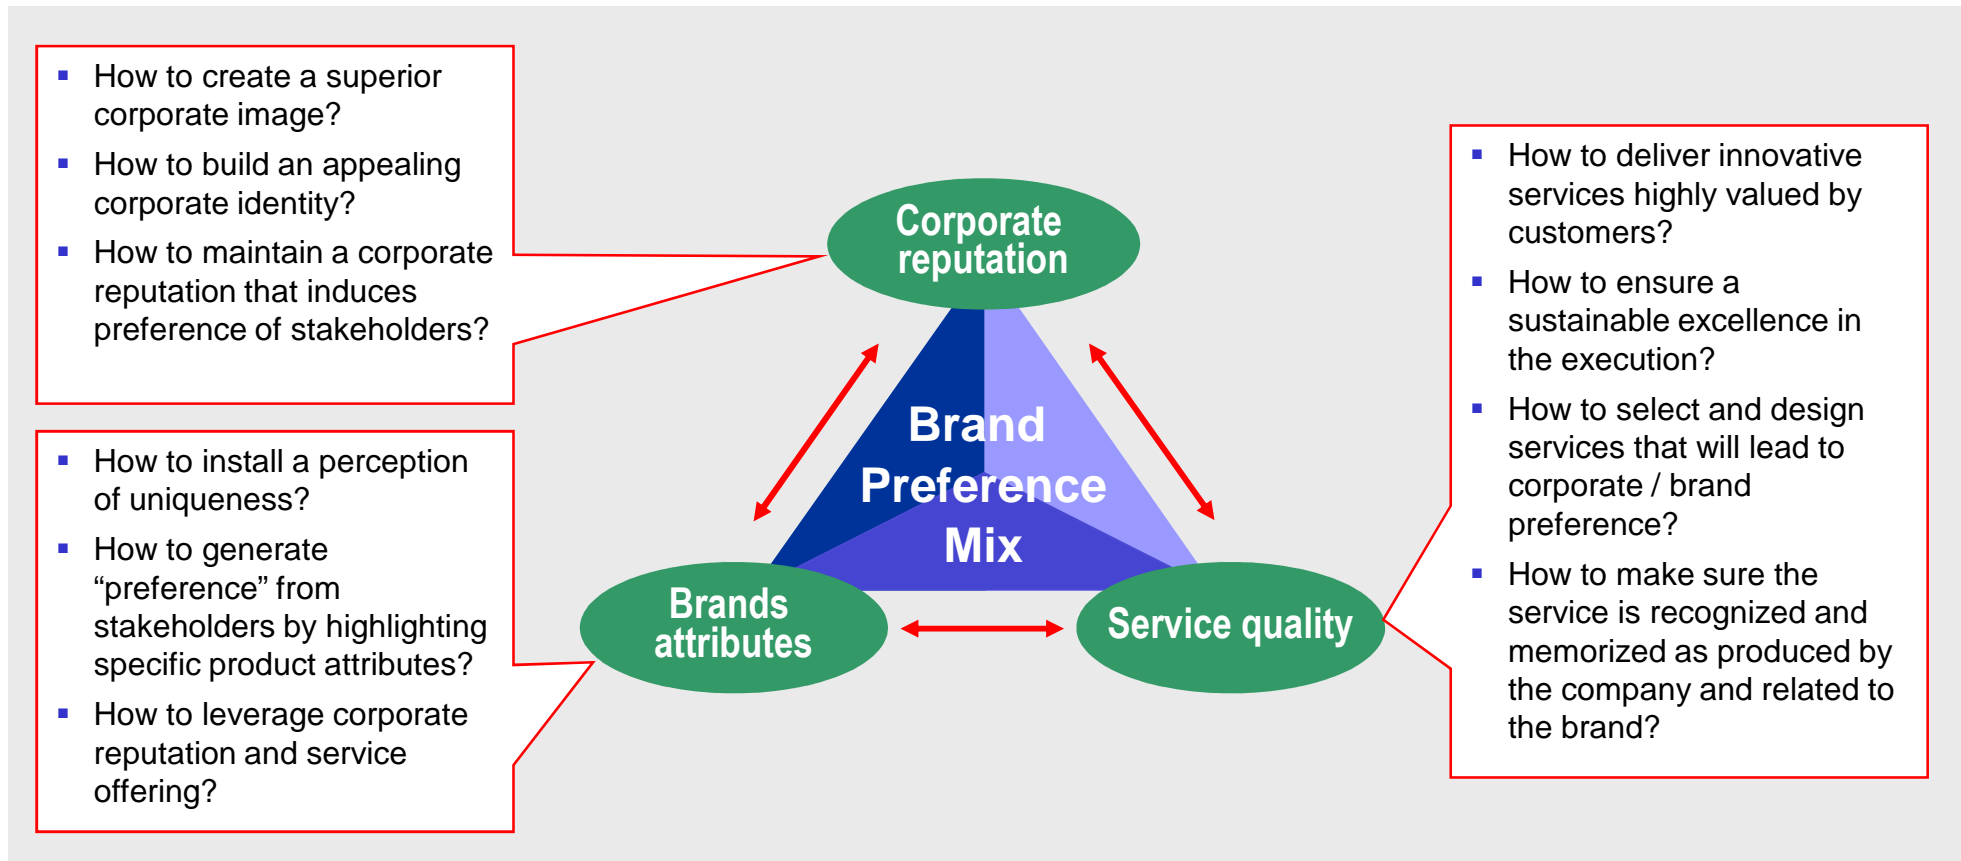 ▪ How to create a superior
corporate image?
▪ How to build an appealing
corporate identity?
▪ How to maintain a corporate
reputation that induces
preference of stakeholders?
▪ How to install a perception
of uniqueness?
▪ How to generate
“preference” from
stakeholders by highlighting
specific product attributes?
▪ How to leverage corporate
reputation and service
offering?
Corporate
reputation
Brand
Preference
Mix
Brands
attributes
Service quality
▪ How to deliver innovative
services highly valued by
customers?
▪ How to ensure a
sustainable excellence in
the execution?
▪ How to select and design
services that will lead to
corporate / brand
preference?
▪ How to make sure the
service is recognized and
memorized as produced by
the company and related to
the brand?